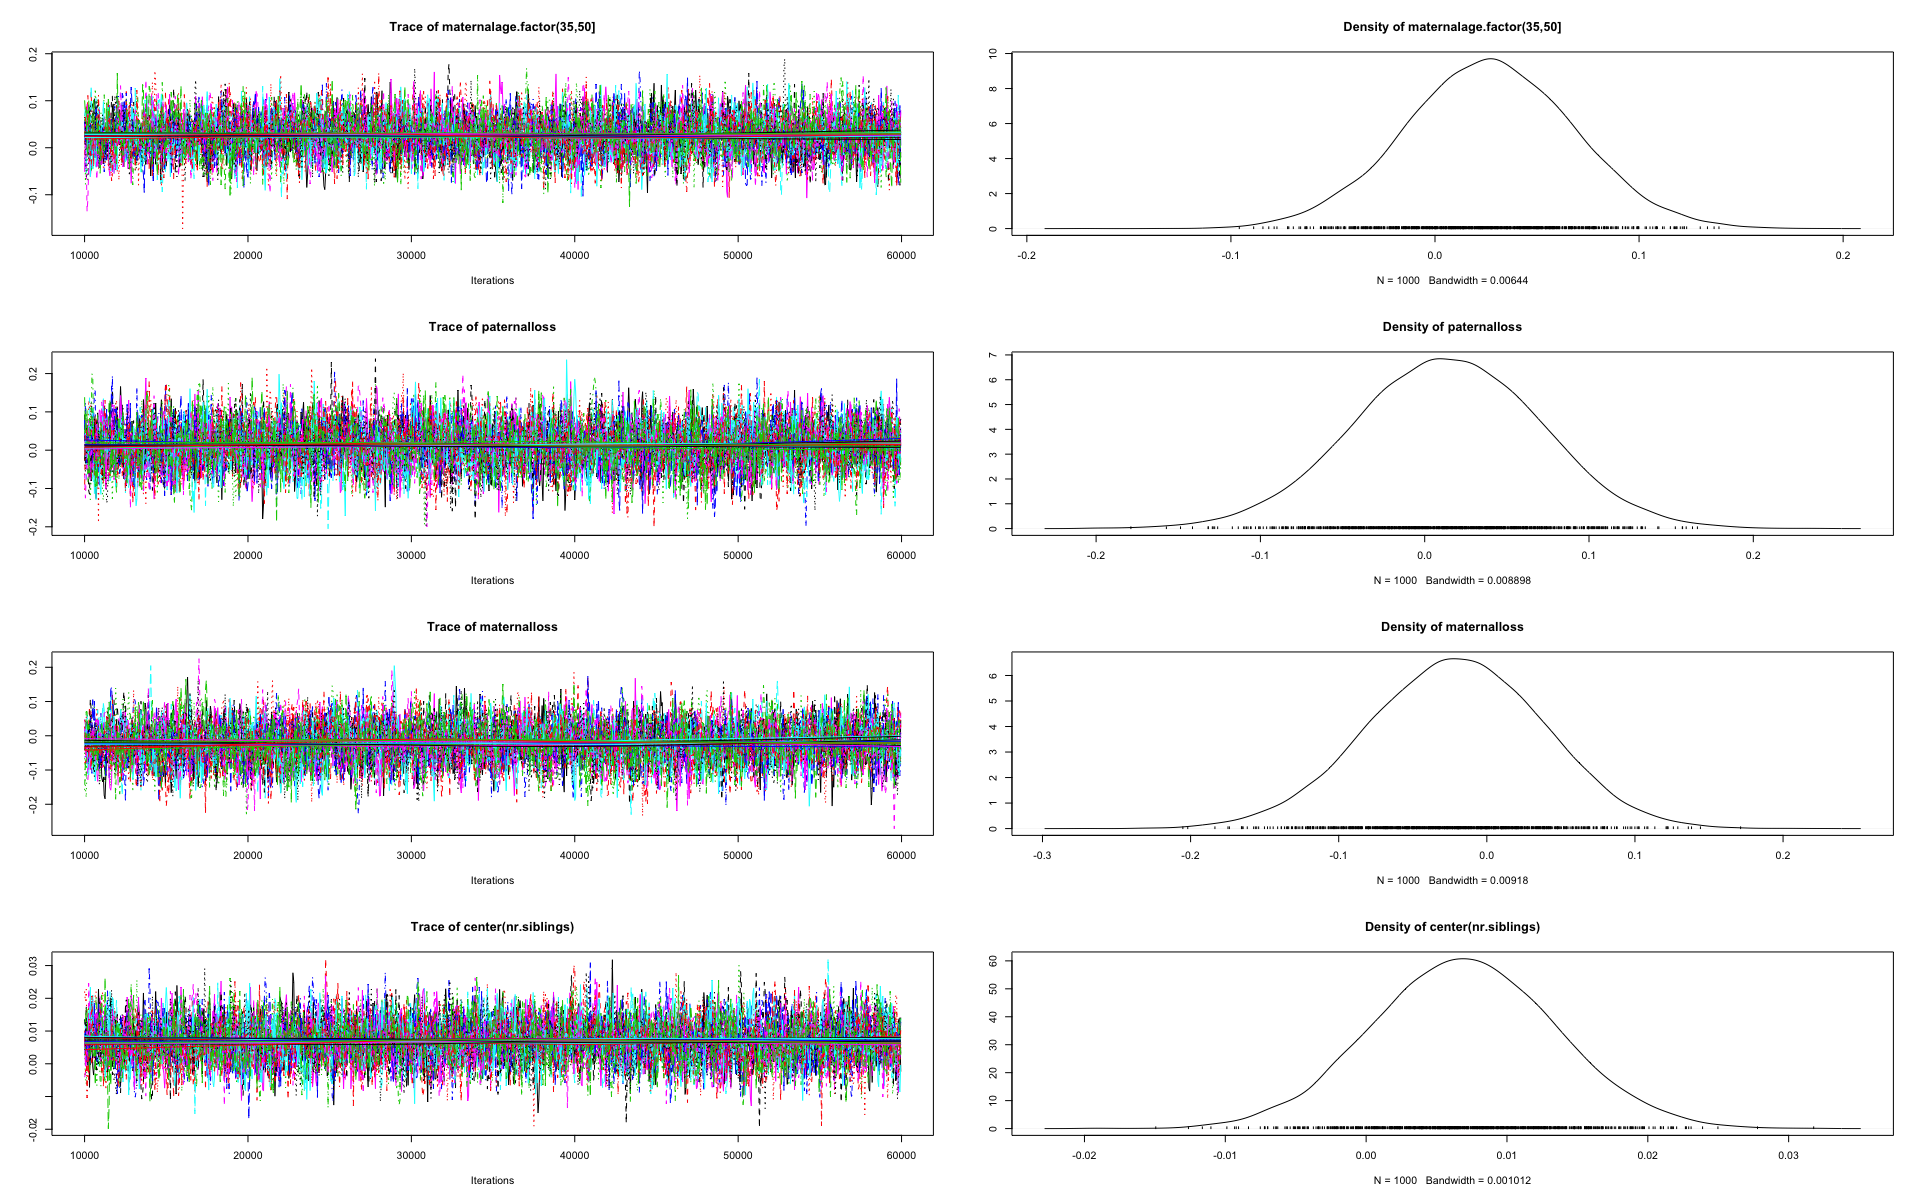 Trace of maternalage.factor(35,50]
0.2
0.1
0.0
-0.1
10000 20000 30000 40000 50000 60000
Iterations
Density of maternalage.factor(35,50]
10
8
6
4
2
0
-0.2 -0.1 0.0 0.1 0.2
N = 1000 Bandwidth = 0.00644
Trace of paternalloss
0.2
0.1
0.0
-0.1
-0.2
10000 20000 30000 40000 50000 60000
Iterations
Density of paternalloss
7
6
5
4
3
2
1
0
-0.2 -0.1 0.0 0.1 0.2
N = 1000 Bandwidth = 0.008898
Trace of maternalloss
0.2
0.1
0.0
-0.1
-0.2
10000 20000 30000 40000 50000 60000
Iterations
Density of maternalloss
6
5
4
3
2
1
0
-0.3 -0.2 -0.1 0.0 0.1 0.2
N = 1000 Bandwidth = 0.00918
Trace of center(nr.siblings)
0.03
0.02
0.01
0.00
-0.02
10000 20000 30000 40000 50000 60000
Iterations
Density of center(nr.siblings)
60
50
40
30
20
10
0
-0.02 -0.01 0.00 0.01 0.02 0.03
N = 1000 Bandwidth = 0.001012